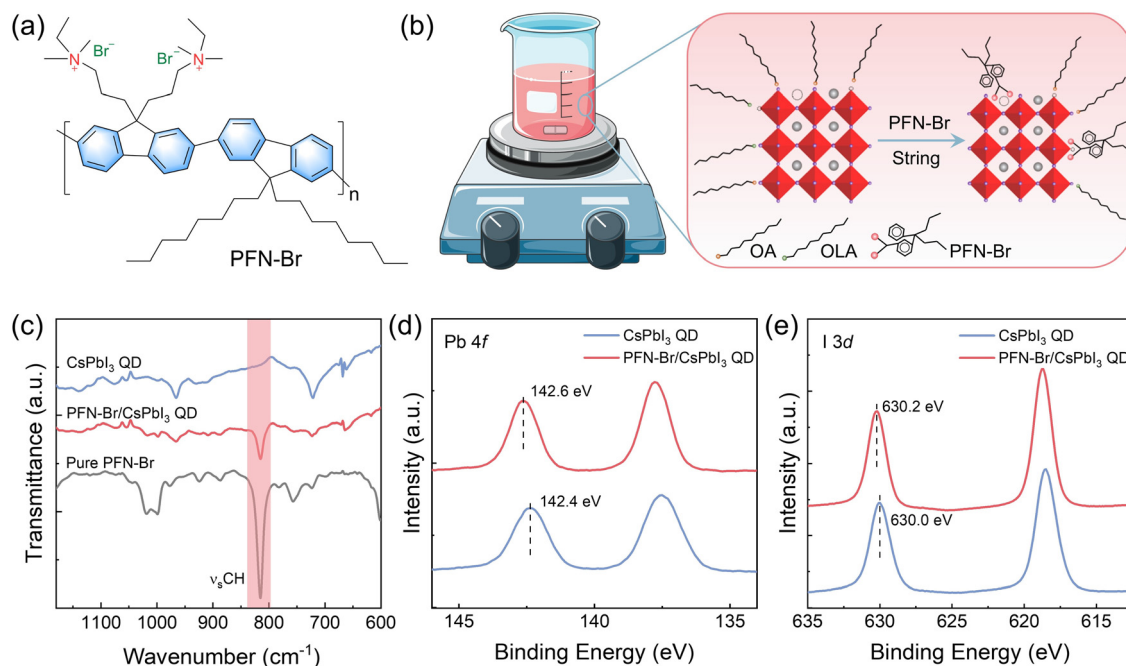 (a)
Br⁻
Br⁻
N
+
N
+
n
PFN-Br
(b)
PFN-Br
String
OA
OLA
PFN-Br
(c)
CsPbI₃ QD
PFN-Br/CsPbI₃ QD
Pure PFN-Br
νₛCH
Transmittance (a.u.)
1100 1000 900 800 700 600
Wavenumber (cm⁻¹)
(d)
Pb 4f
CsPbI₃ QD
PFN-Br/CsPbI₃ QD
142.6 eV
142.4 eV
Intensity (a.u.)
145 140 135
Binding Energy (eV)
(e)
I 3d
CsPbI₃ QD
PFN-Br/CsPbI₃ QD
630.2 eV
630.0 eV
Intensity (a.u.)
635 630 625 620 615
Binding Energy (eV)